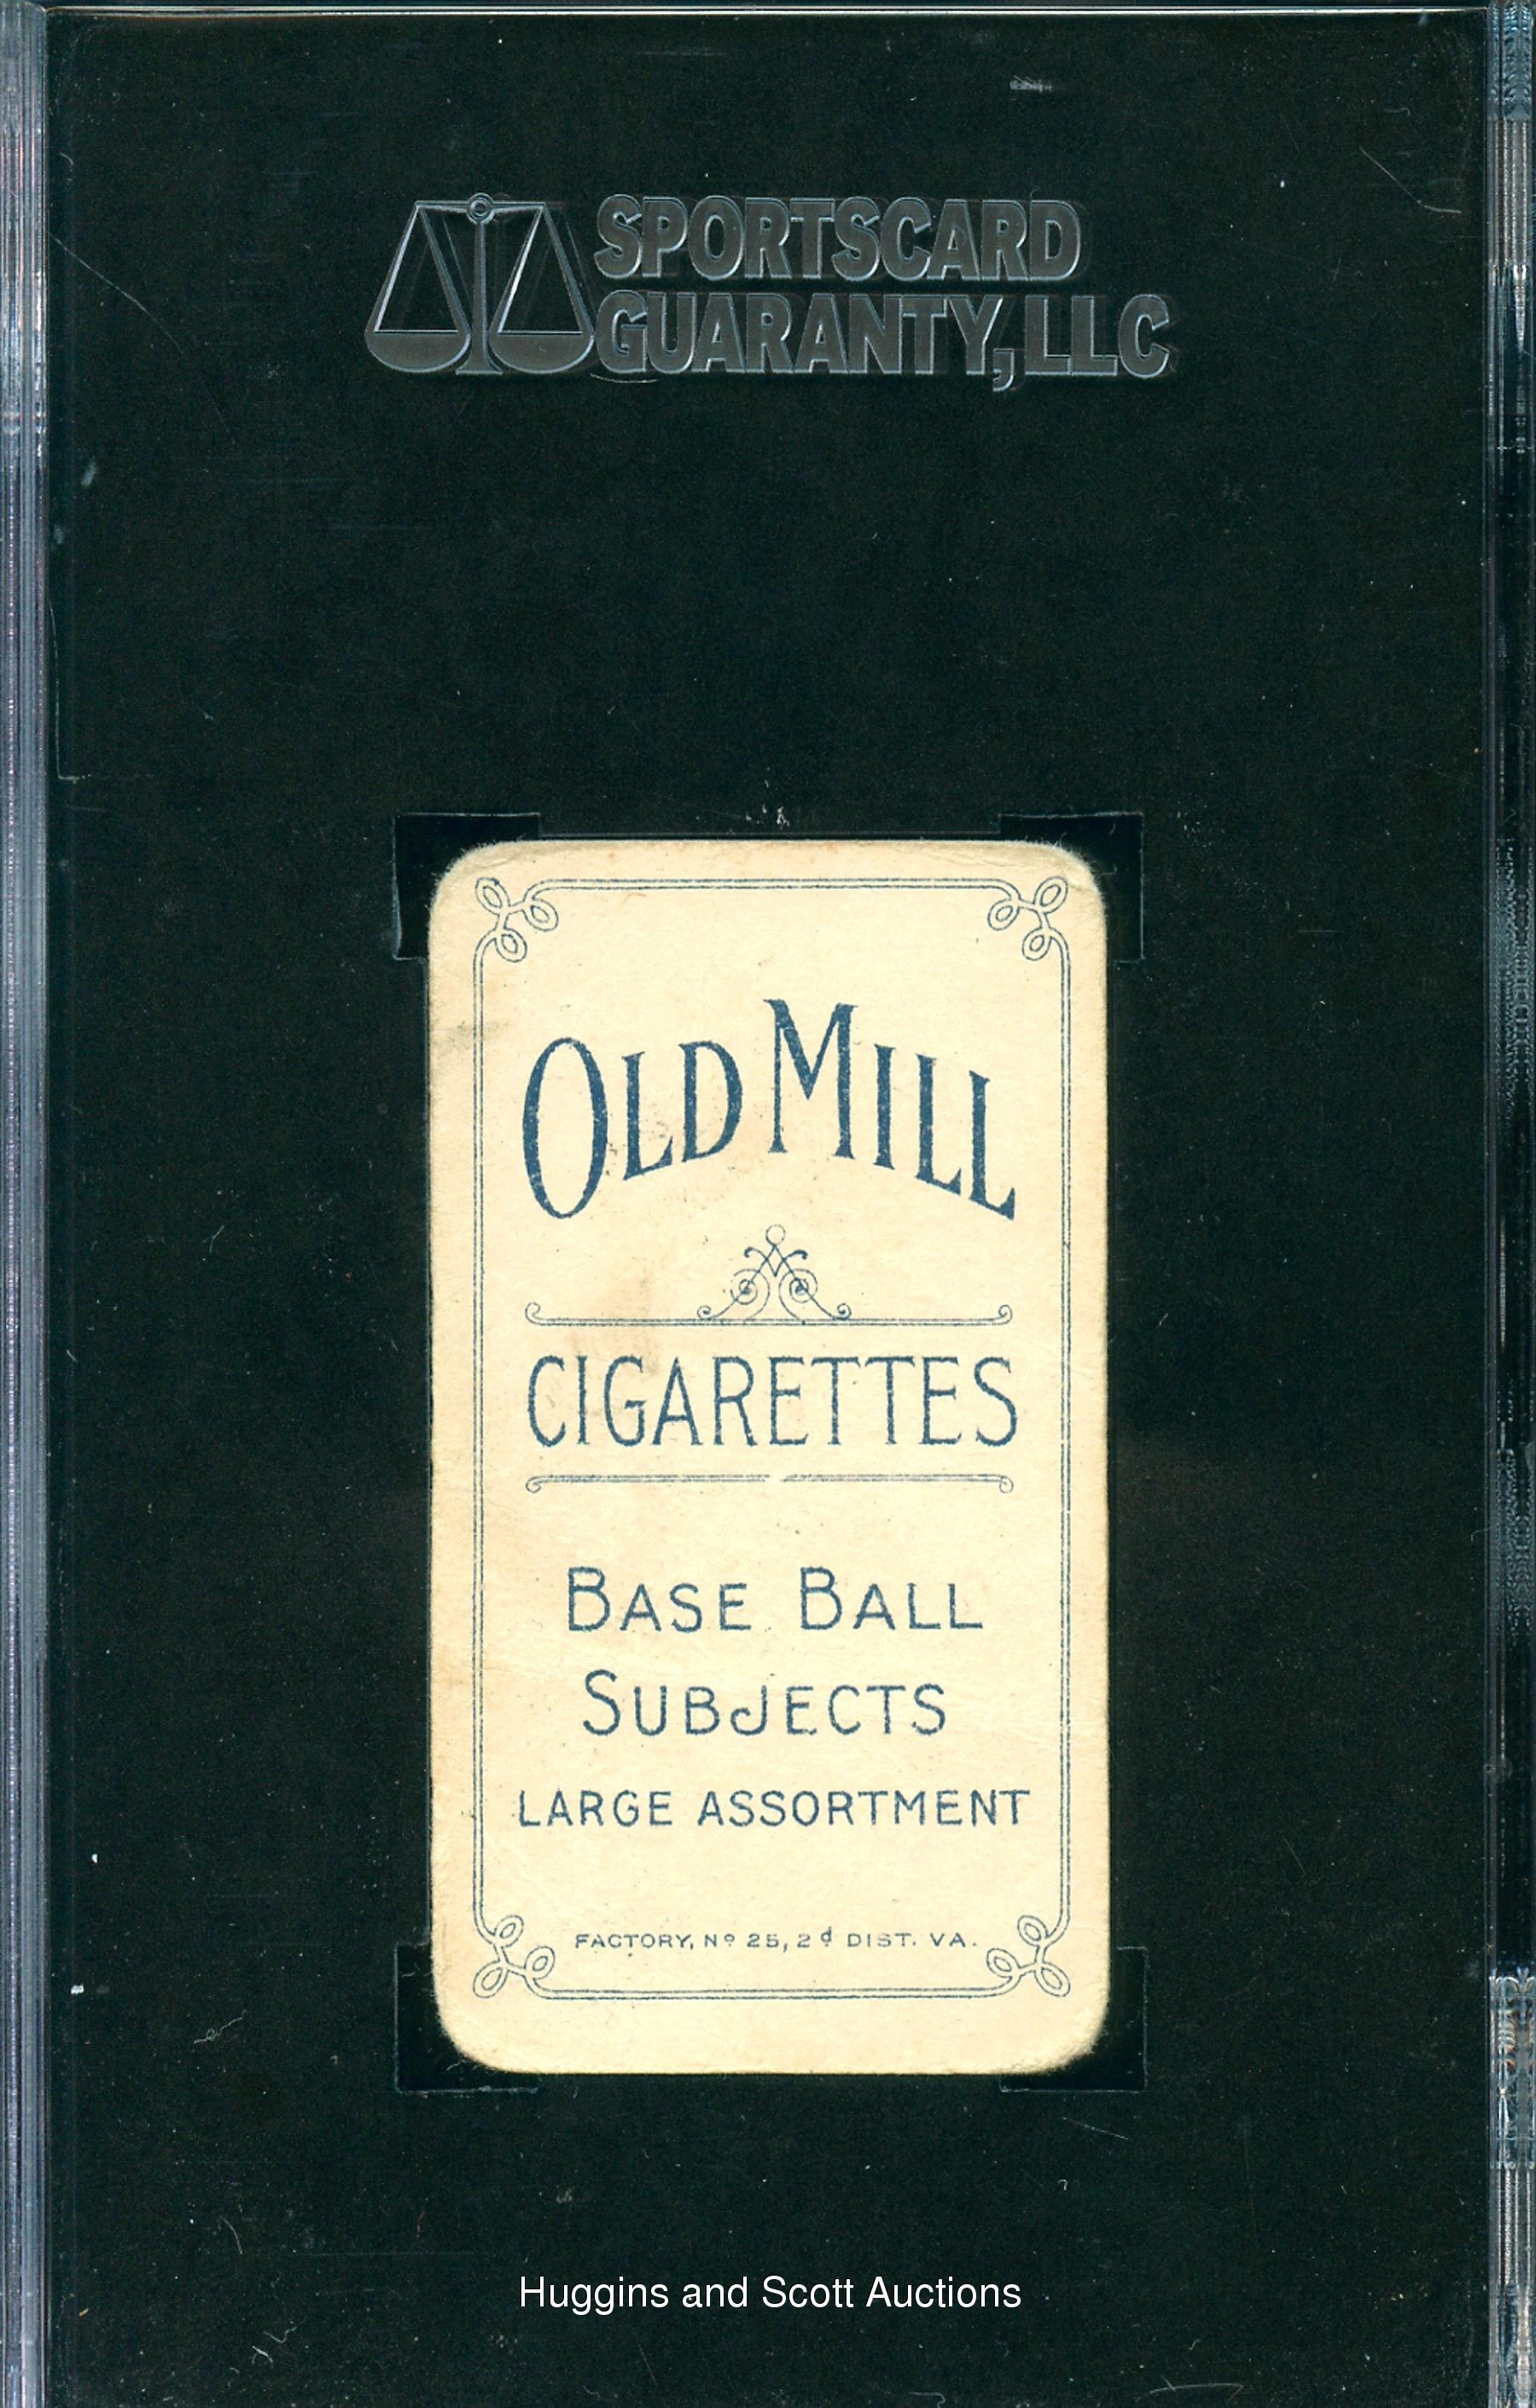 SPORTSCARD
GUARANTY, LLC
OLD MILL
CIGARETTES
BASE BALL
SUBJECTS
LARGE ASSORTMENT
FACTORY, Nº 25, 2ᵈ DIST. VA.
Huggins and Scott Auctions